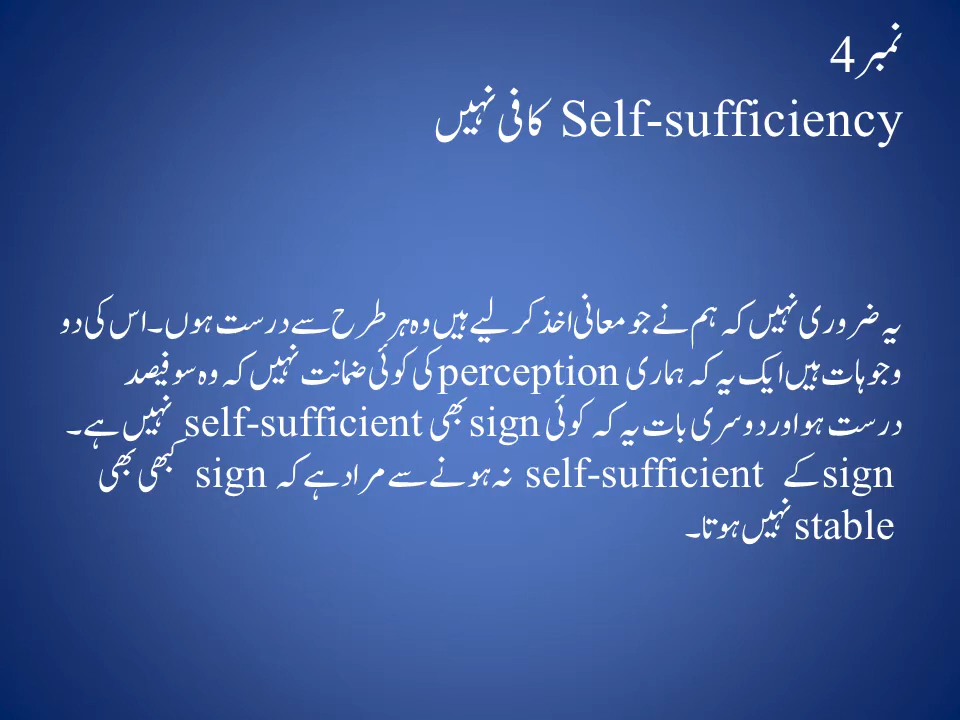 نمبر 4
Self-sufficiency کافی نہیں
یہ ضروری نہیں کہ ہم نے جو معانی اخذ کر لیے ہیں وہ ہر طرح سے درست ہوں۔ اس کی دو
وجوہات ہیں ایک یہ کہ ہماری perception کی کوئی ضمانت نہیں کہ وہ سو فیصد
درست ہو اور دوسری بات یہ کہ کوئی sign بھی self-sufficient نہیں ہے۔
sign کے self-sufficient نہ ہونے سے مراد ہے کہ sign کبھی بھی
stable نہیں ہوتا۔